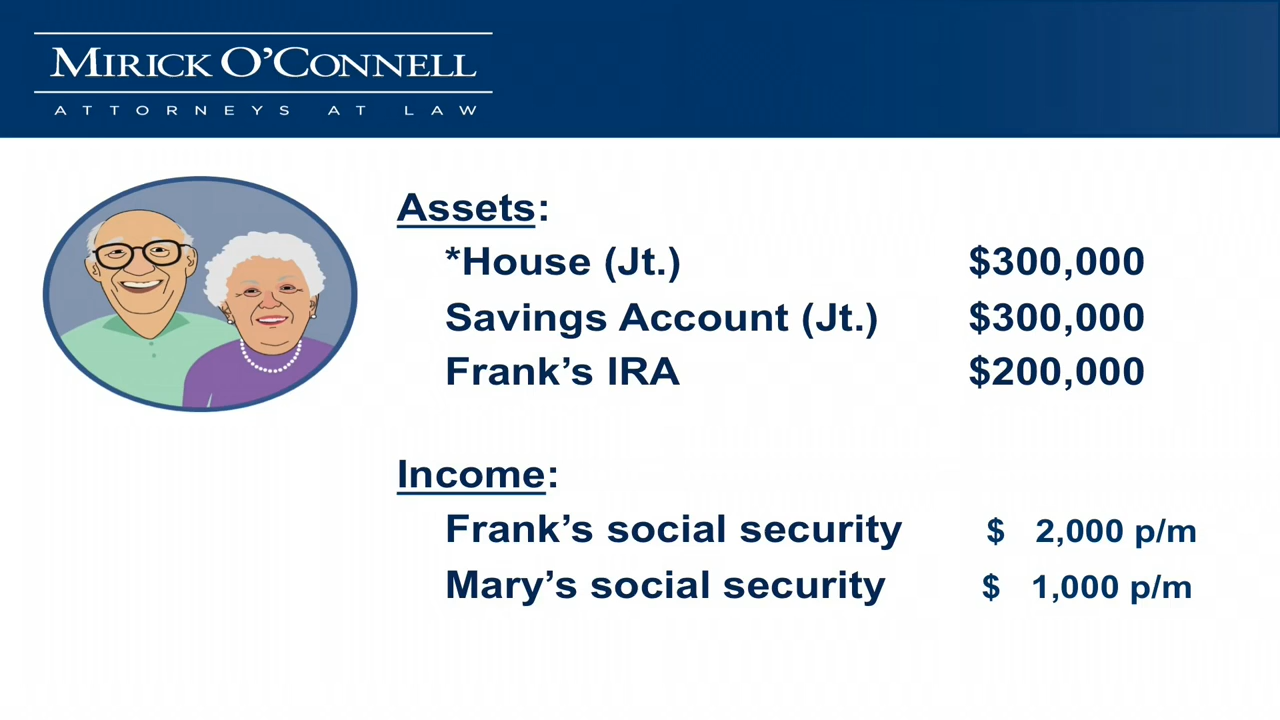 MIRICK O'CONNELL
ATTORNEYS AT LAW
Assets:
*House (Jt.) $300,000
Savings Account (Jt.) $300,000
Frank's IRA $200,000
Income:
Frank's social security $ 2,000 p/m
Mary's social security $ 1,000 p/m